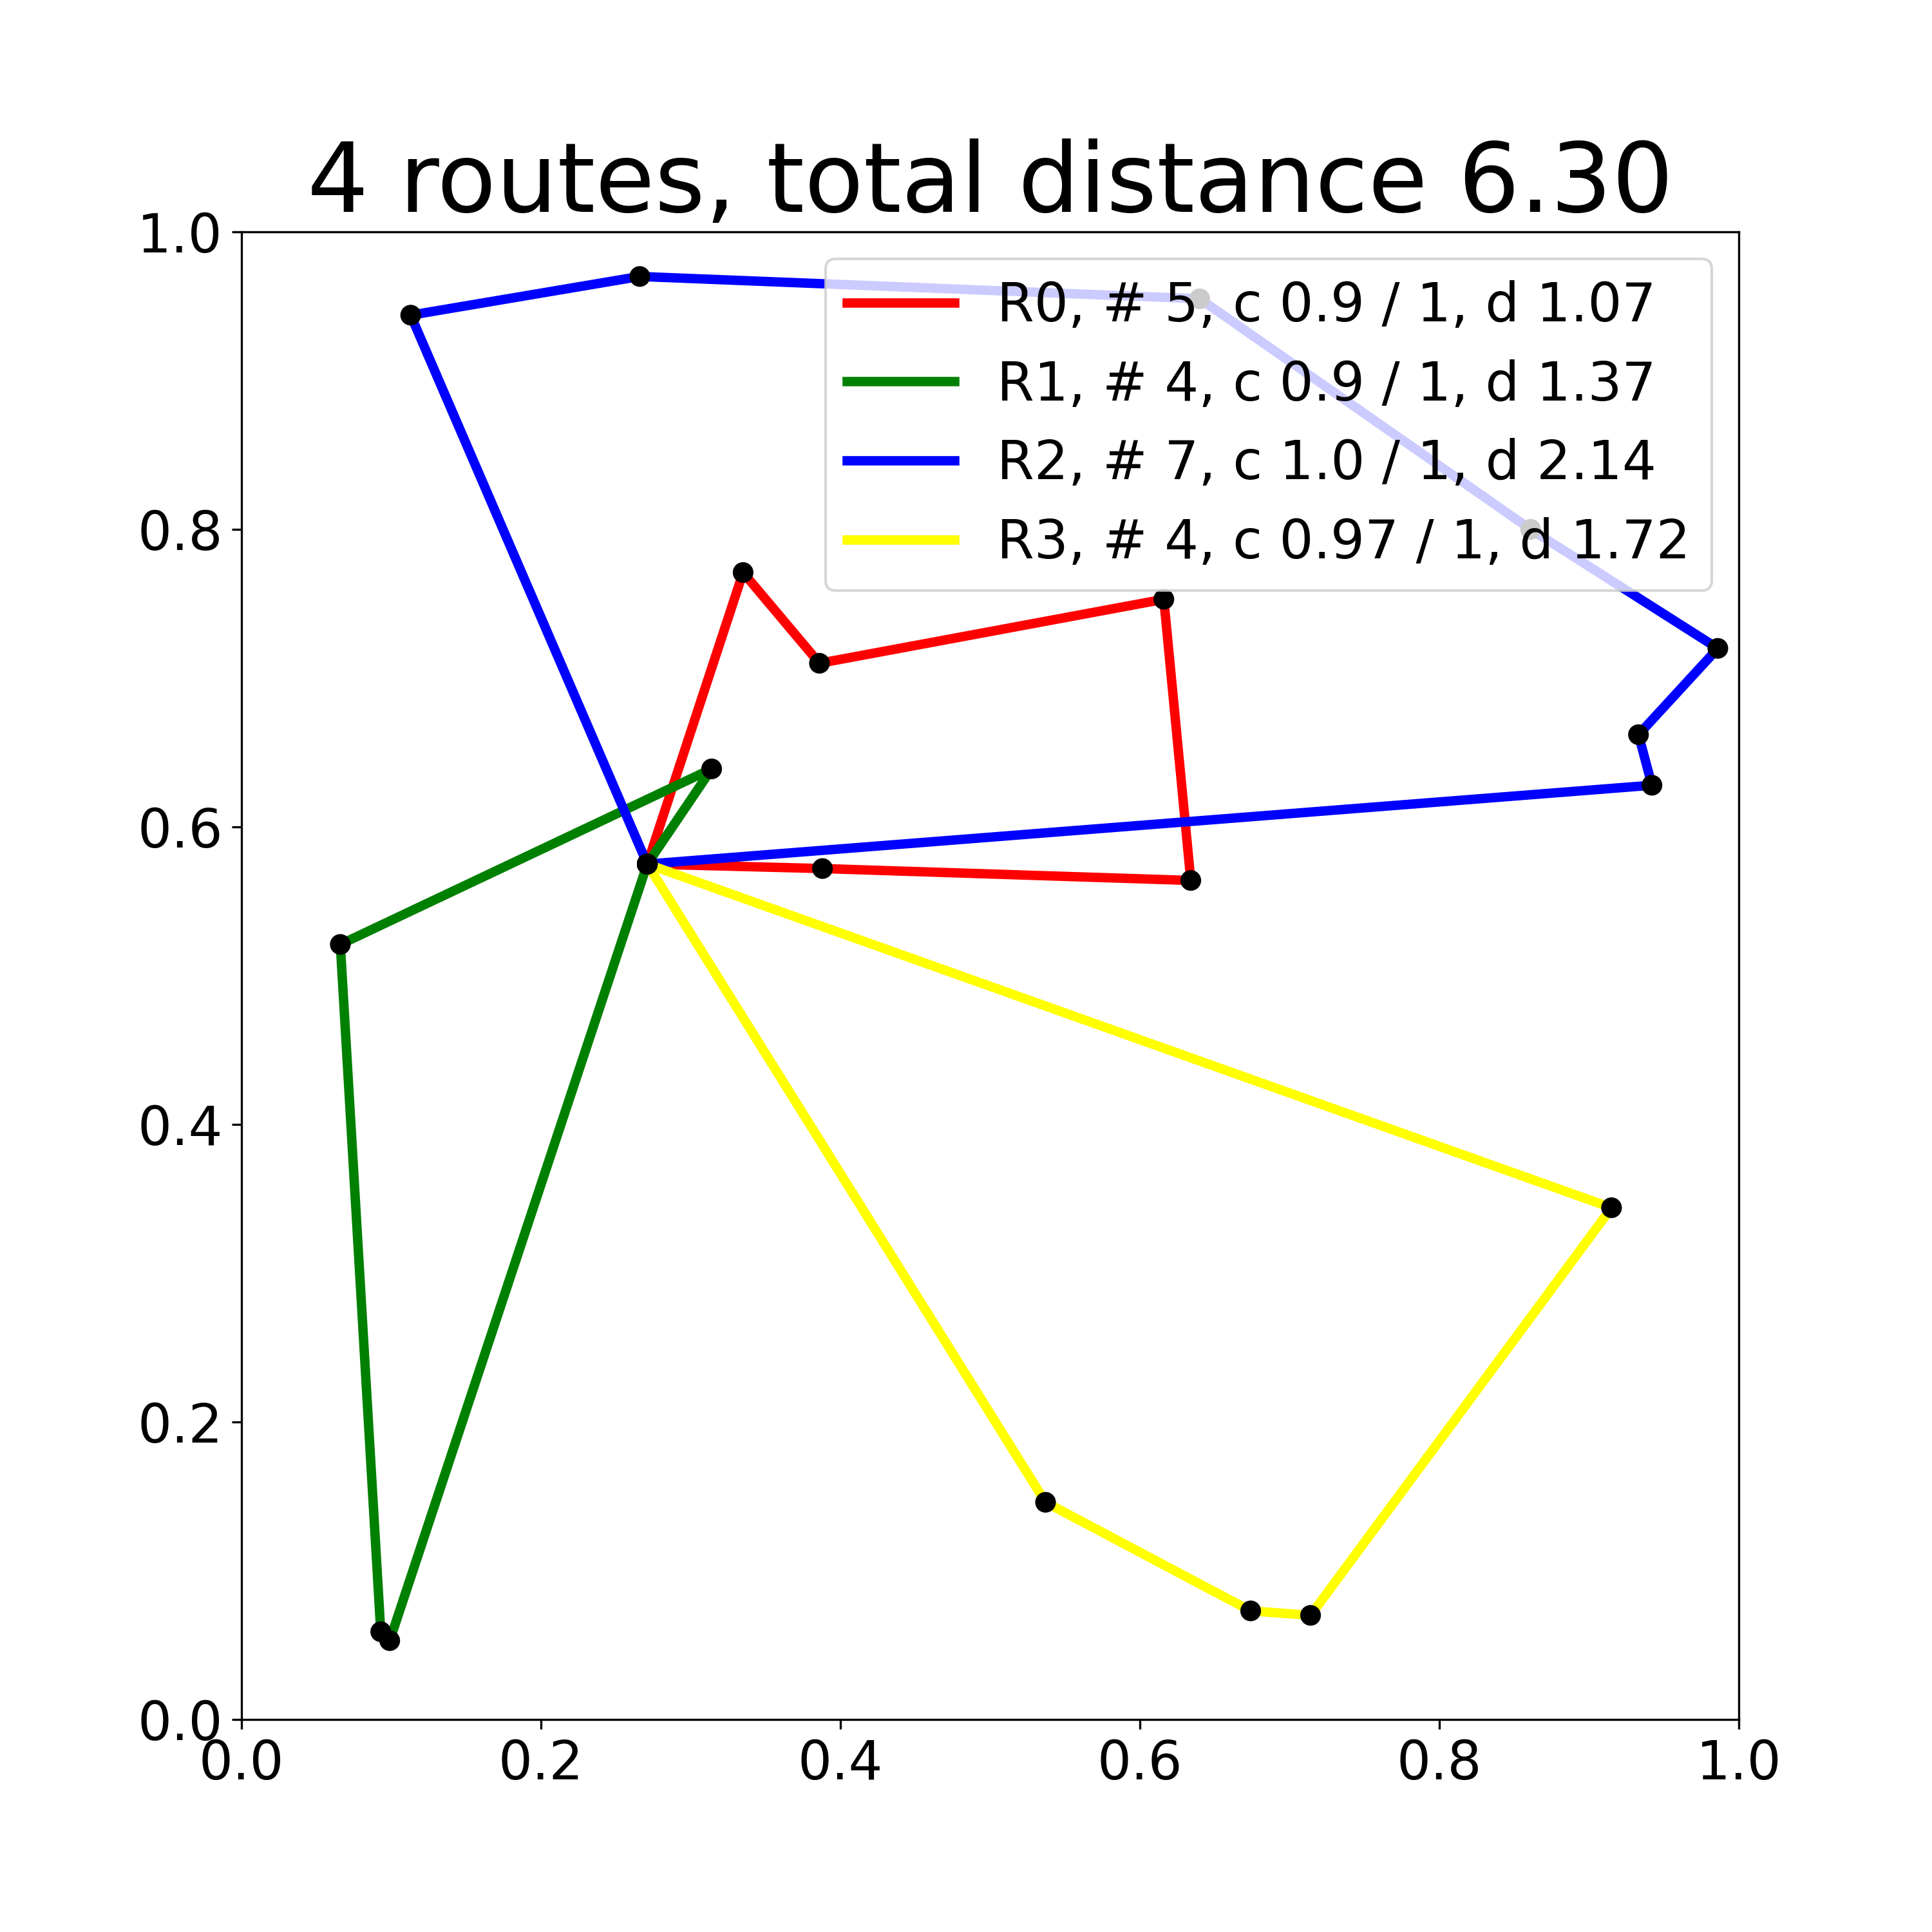 4 routes, total distance 6.30
R0, # 5, c 0.9 / 1, d 1.07
R1, # 4, c 0.9 / 1, d 1.37
R2, # 7, c 1.0 / 1, d 2.14
R3, # 4, c 0.97 / 1, d 1.72
1.0
0.8
0.6
0.4
0.2
0.0
0.0 0.2 0.4 0.6 0.8 1.0